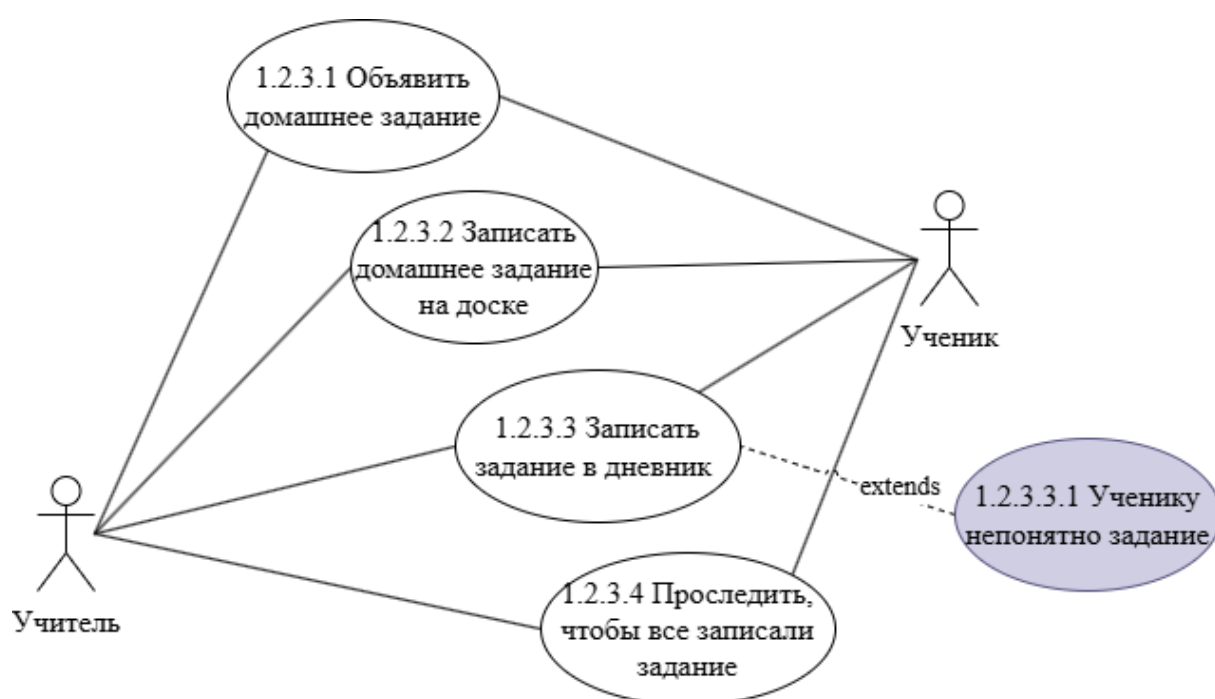 1.2.3.1 Объявить
домашнее задание
1.2.3.2 Записать
домашнее задание
на доске
Ученик
1.2.3.3 Записать
задание в дневник
extends
1.2.3.3.1 Ученику
непонятно задание
Учитель
1.2.3.4 Проследить,
чтобы все записали
задание